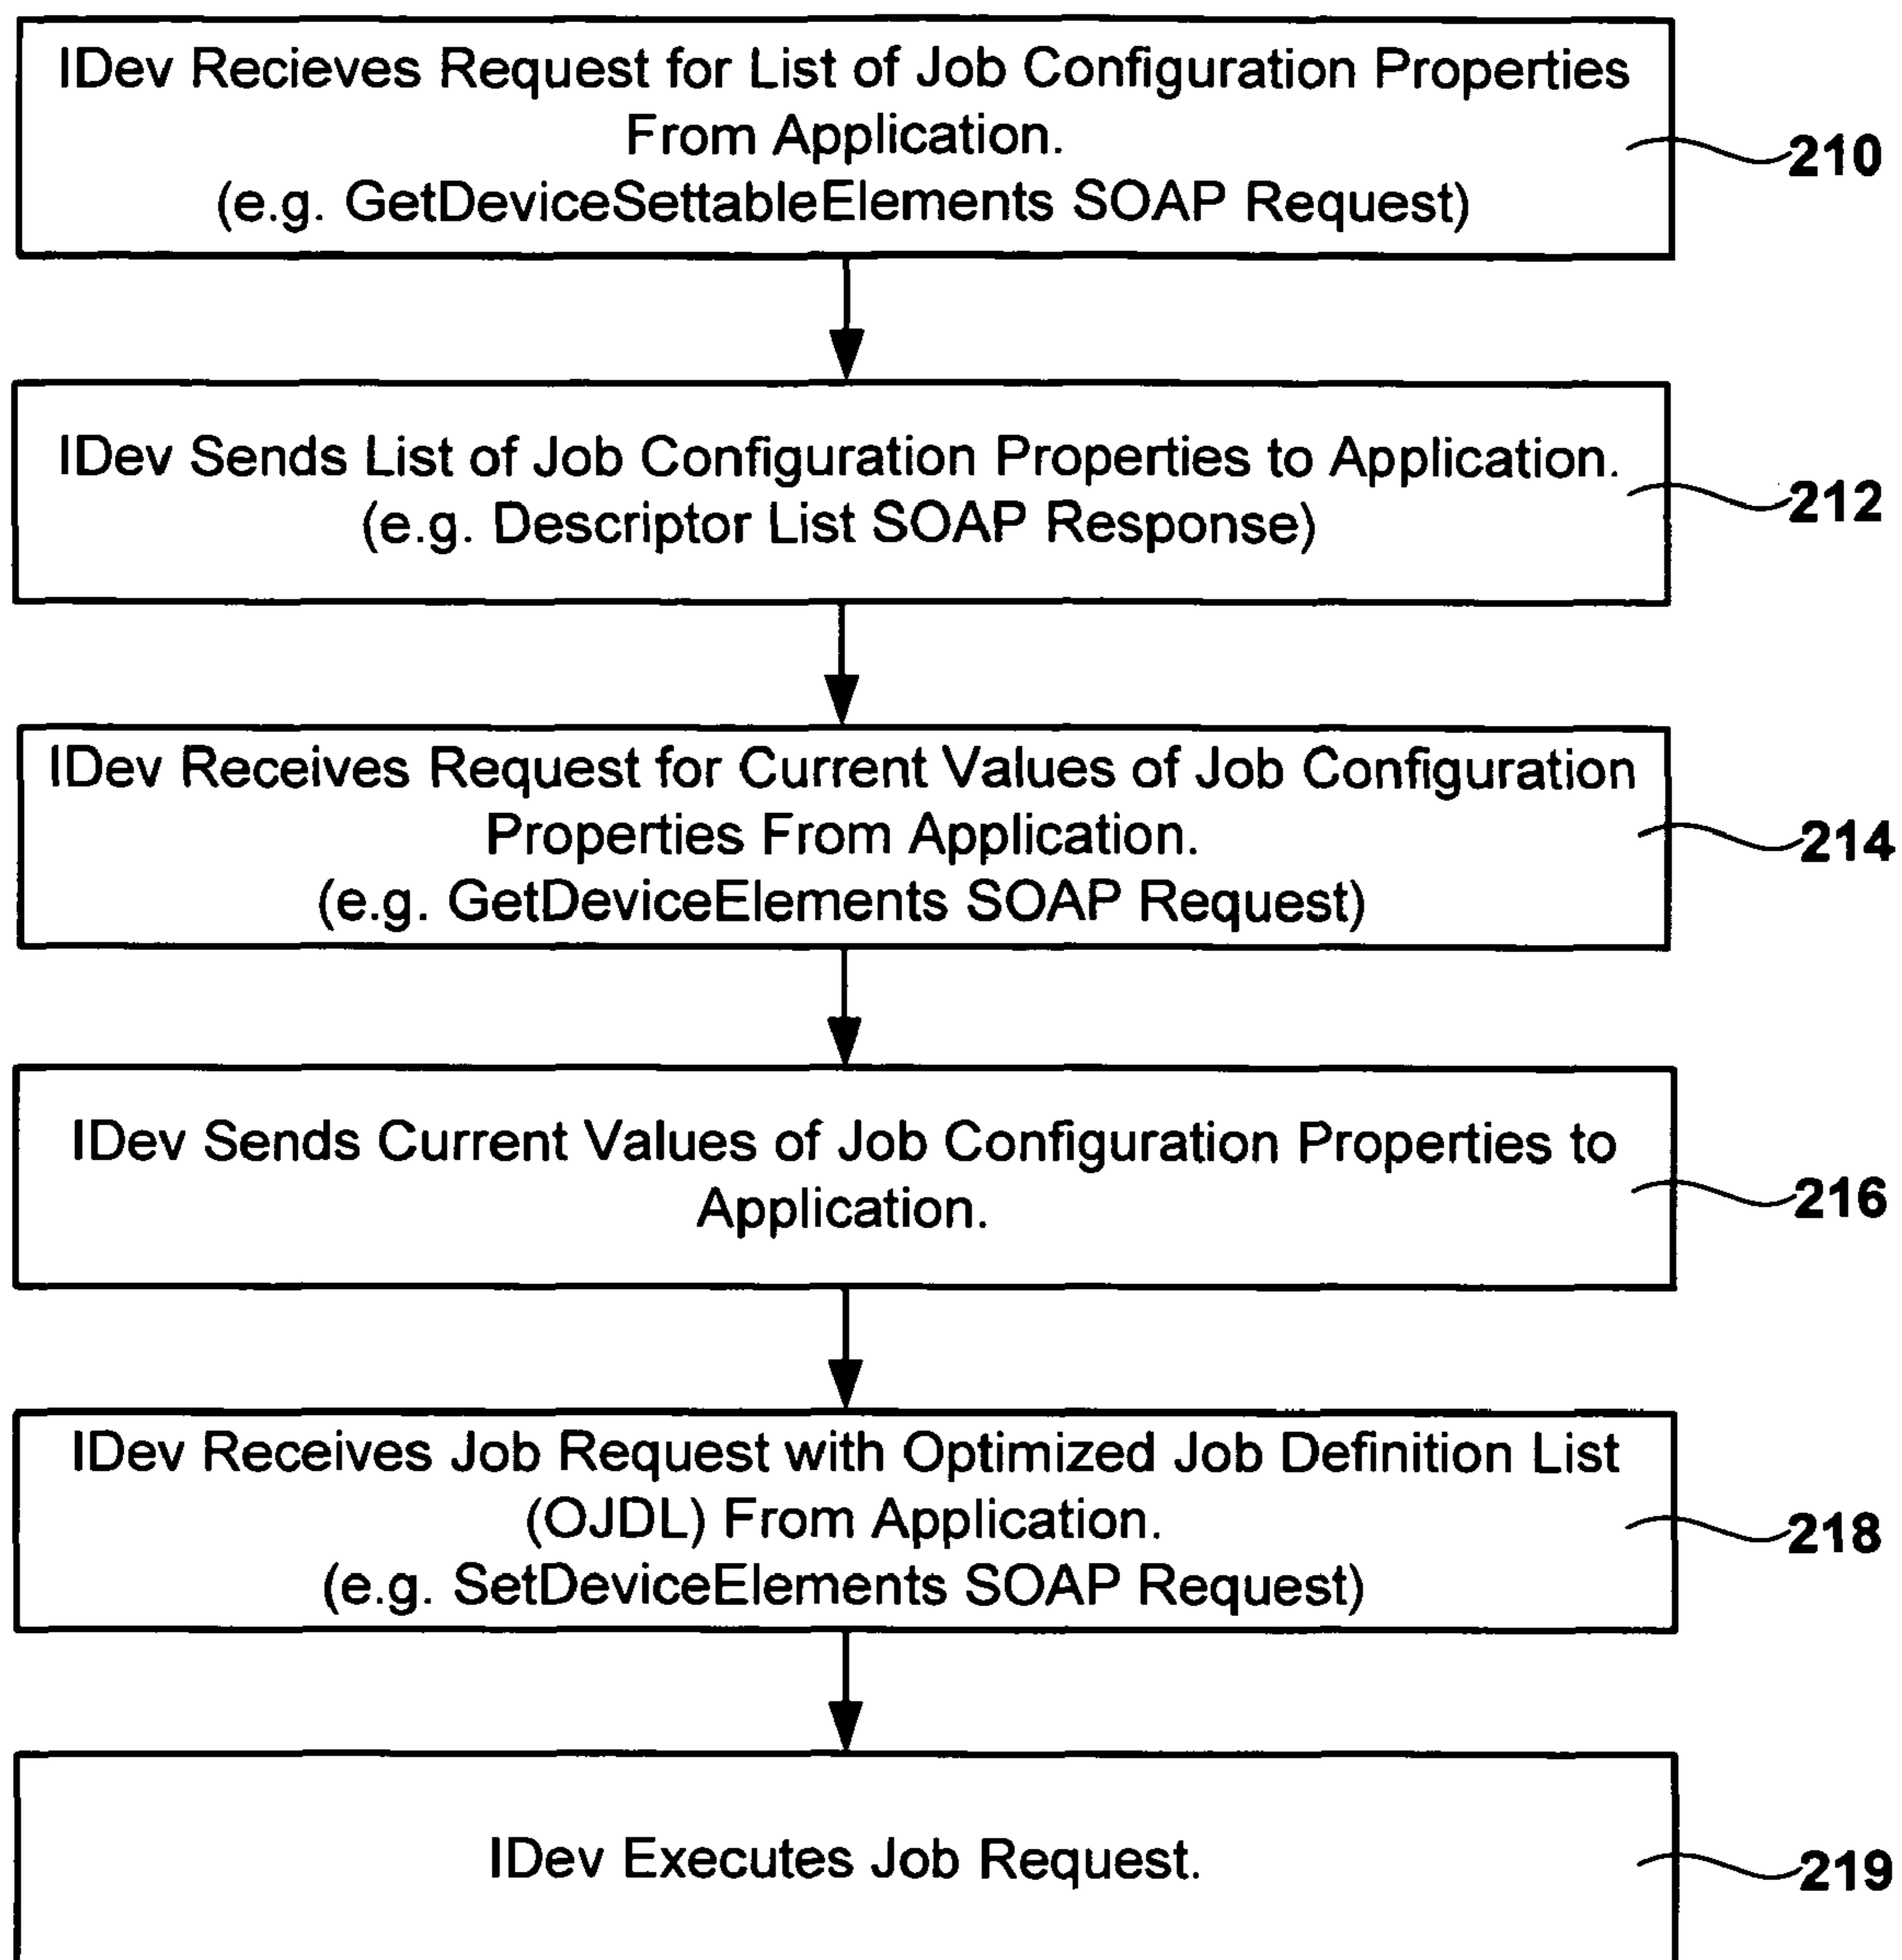 IDev Recieves Request for List of Job Configuration Properties
From Application.
(e.g. GetDeviceSettableElements SOAP Request)
210
IDev Sends List of Job Configuration Properties to Application.
(e.g. Descriptor List SOAP Response)
212
IDev Receives Request for Current Values of Job Configuration
Properties From Application.
(e.g. GetDeviceElements SOAP Request)
214
IDev Sends Current Values of Job Configuration Properties to
Application.
216
IDev Receives Job Request with Optimized Job Definition List
(OJDL) From Application.
(e.g. SetDeviceElements SOAP Request)
218
IDev Executes Job Request.
219